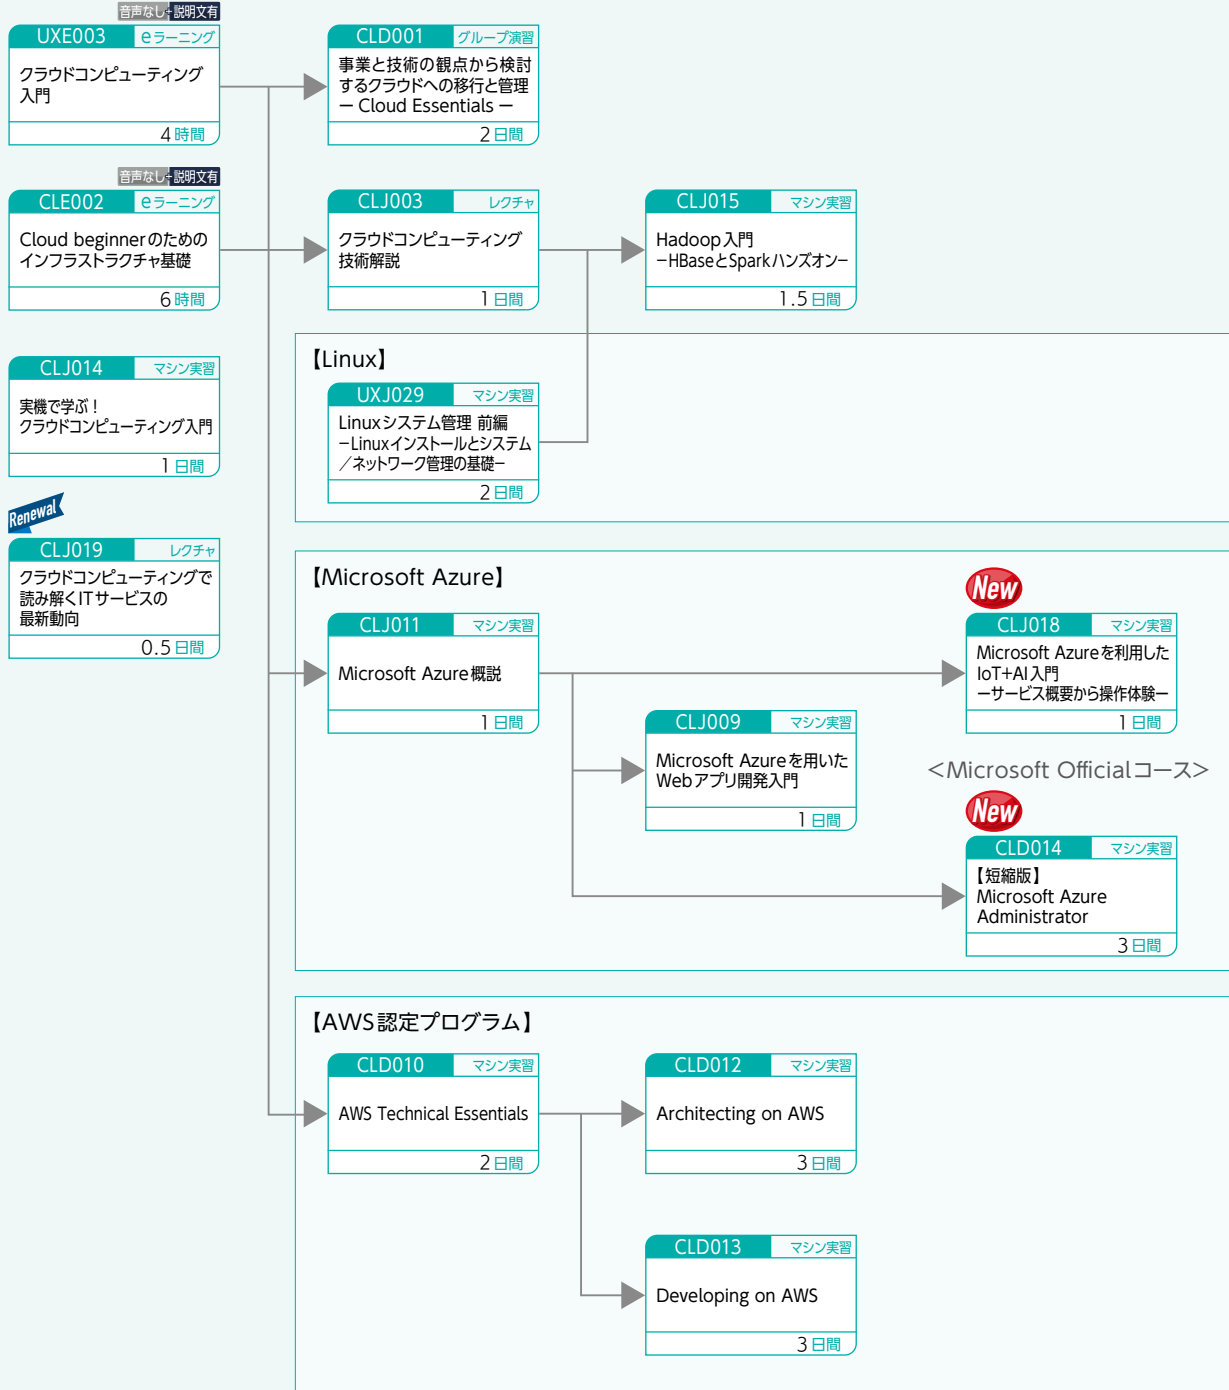 音声なし+説明文有
UXE003 eラーニング
クラウドコンピューティング
入門
4時間
CLD001 グループ演習
事業と技術の観点から検討
するクラウドへの移行と管理
ー Cloud Essentials ー
2日間
音声なし+説明文有
CLE002 eラーニング
Cloud beginnerのための
インフラストラクチャ基礎
6時間
CLJ003 レクチャ
クラウドコンピューティング
技術解説
1日間
CLJ015 マシン実習
Hadoop入門
−HBaseとSparkハンズオン−
1.5日間
CLJ014 マシン実習
実機で学ぶ！
クラウドコンピューティング入門
1日間
【Linux】
UXJ029 マシン実習
Linuxシステム管理 前編
−Linuxインストールとシステム
／ネットワーク管理の基礎−
2日間
Renewal
CLJ019 レクチャ
クラウドコンピューティングで
読み解くITサービスの
最新動向
0.5日間
【Microsoft Azure】
CLJ011 マシン実習
Microsoft Azure概説
1日間
New
CLJ018 マシン実習
Microsoft Azureを利用した
IoT+AI入門
ーサービス概要から操作体験ー
1日間
CLJ009 マシン実習
Microsoft Azureを用いた
Webアプリ開発入門
1日間
＜Microsoft Officialコース＞
New
CLD014 マシン実習
【短縮版】
Microsoft Azure
Administrator
3日間
【AWS認定プログラム】
CLD010 マシン実習
AWS Technical Essentials
2日間
CLD012 マシン実習
Architecting on AWS
3日間
CLD013 マシン実習
Developing on AWS
3日間